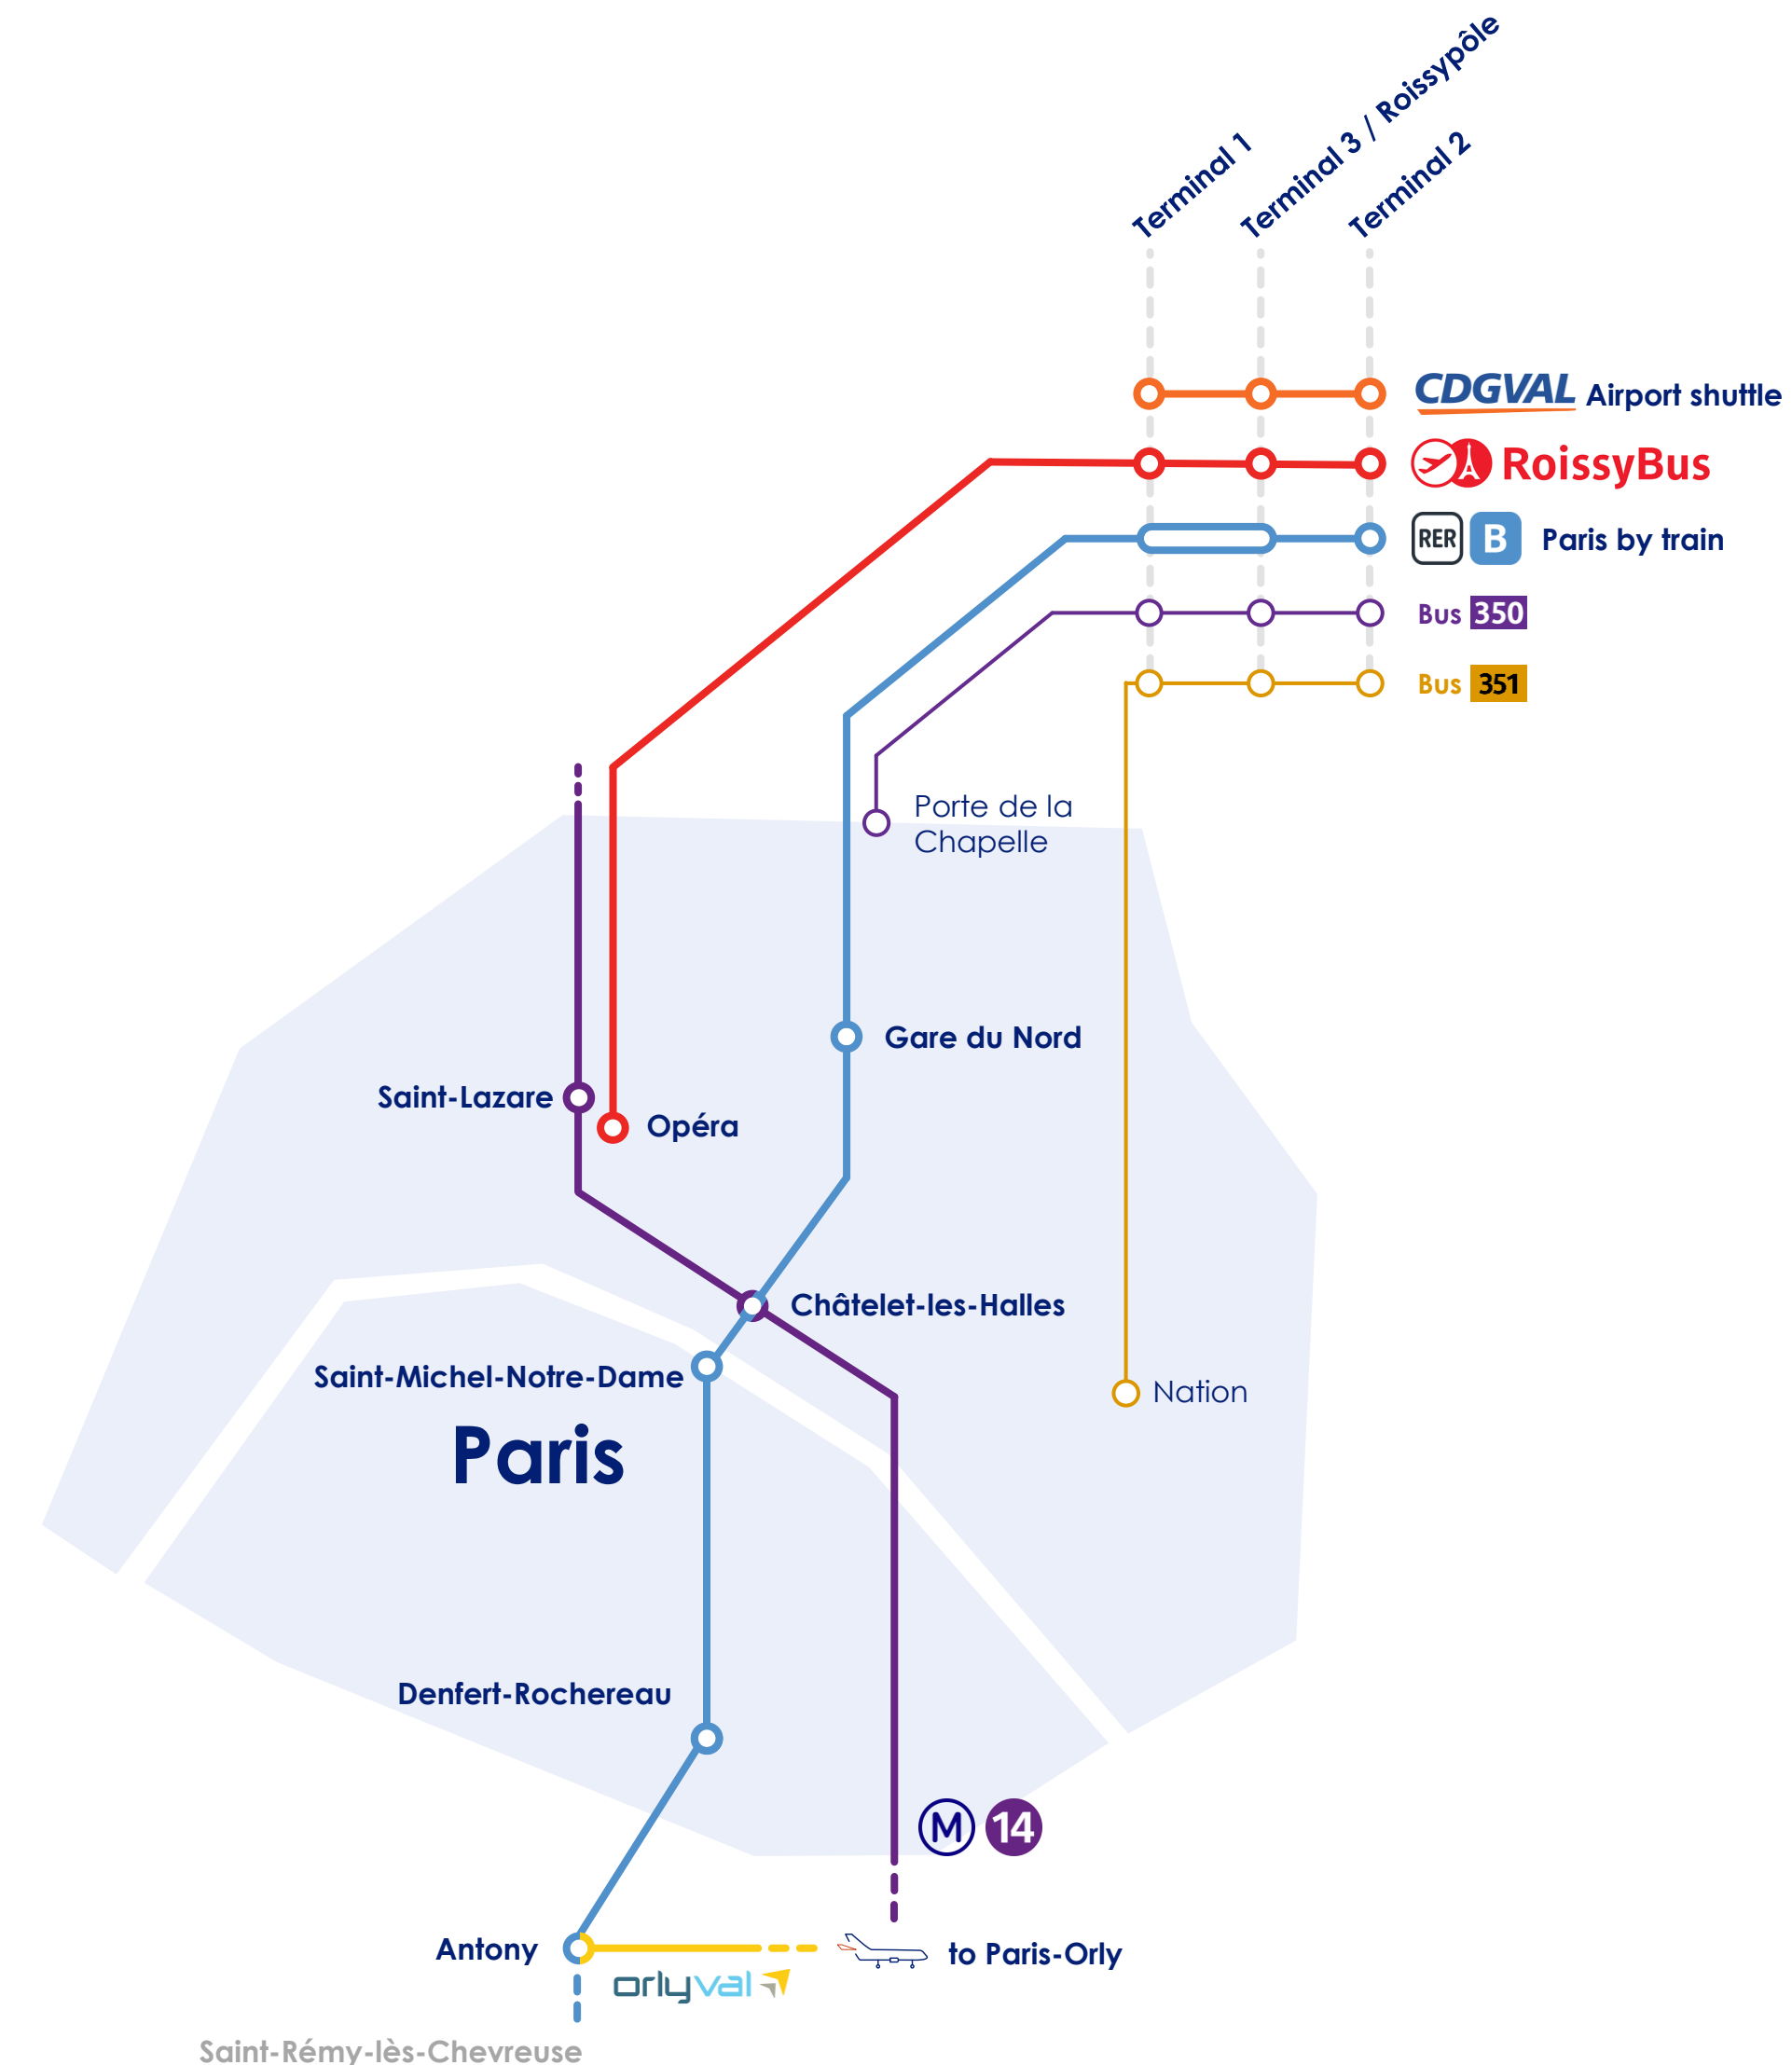 Terminal 1
Terminal 3 / Roissypôle
Terminal 2
CDGVAL Airport shuttle
RoissyBus
RER B Paris by train
Bus 350
Bus 351
Porte de la
Chapelle
Gare du Nord
Saint-Lazare
Opéra
Châtelet-les-Halles
Saint-Michel-Notre-Dame
Nation
Paris
Denfert-Rochereau
M 14
Antony
to Paris-Orly
orlyval
Saint-Rémy-lès-Chevreuse